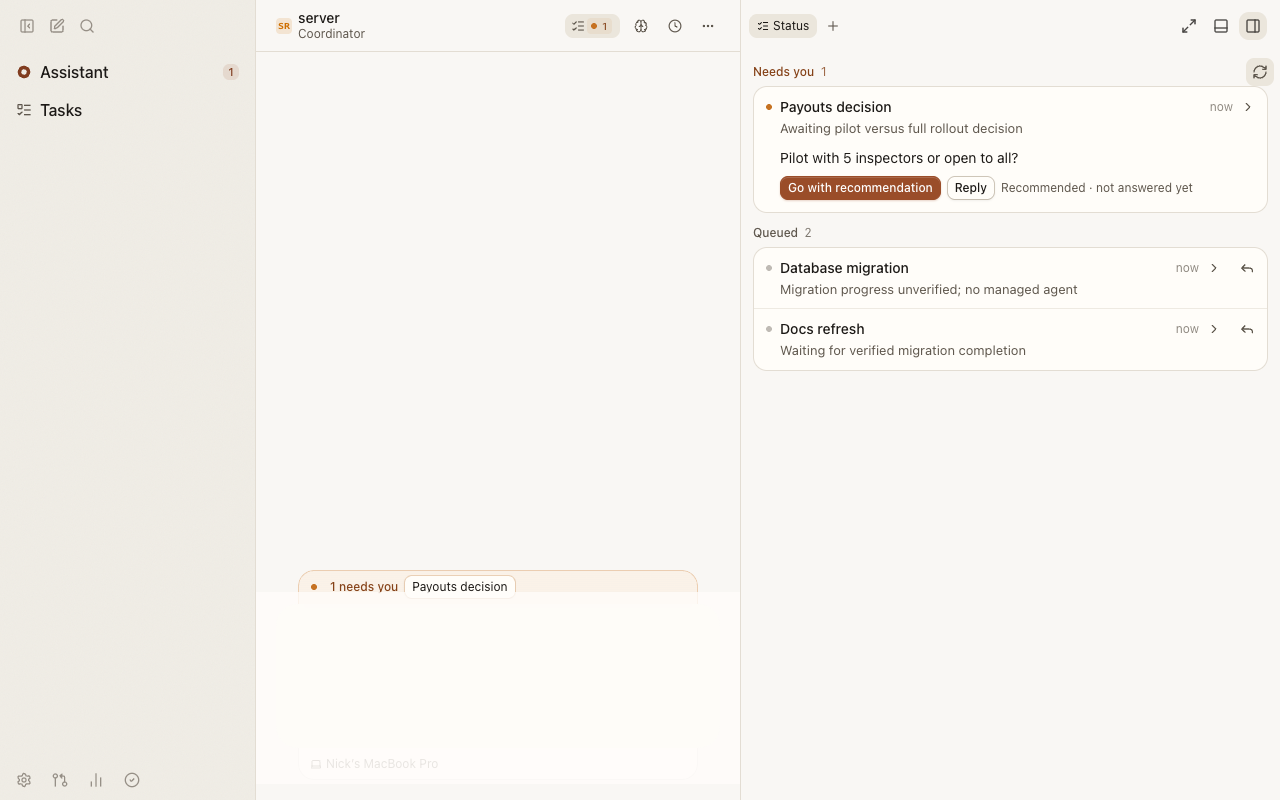 Assistant
1
Tasks
SR
server
Coordinator
1
1 needs you
Payouts decision
Nick's MacBook Pro
Status
Needs you 1
Payouts decision
now
Awaiting pilot versus full rollout decision
Pilot with 5 inspectors or open to all?
Go with recommendation
Reply
Recommended · not answered yet
Queued 2
Database migration
now
Migration progress unverified; no managed agent
Docs refresh
now
Waiting for verified migration completion